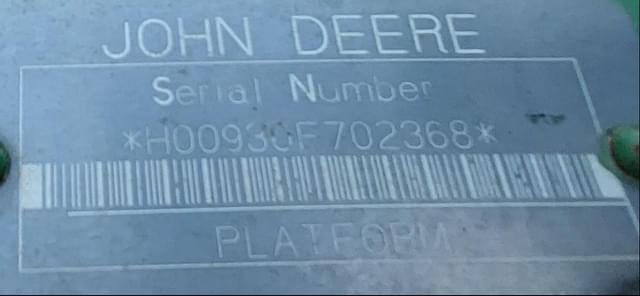 JOHN DEERE
Serial Number
*H00930F702368*
PLATFORM